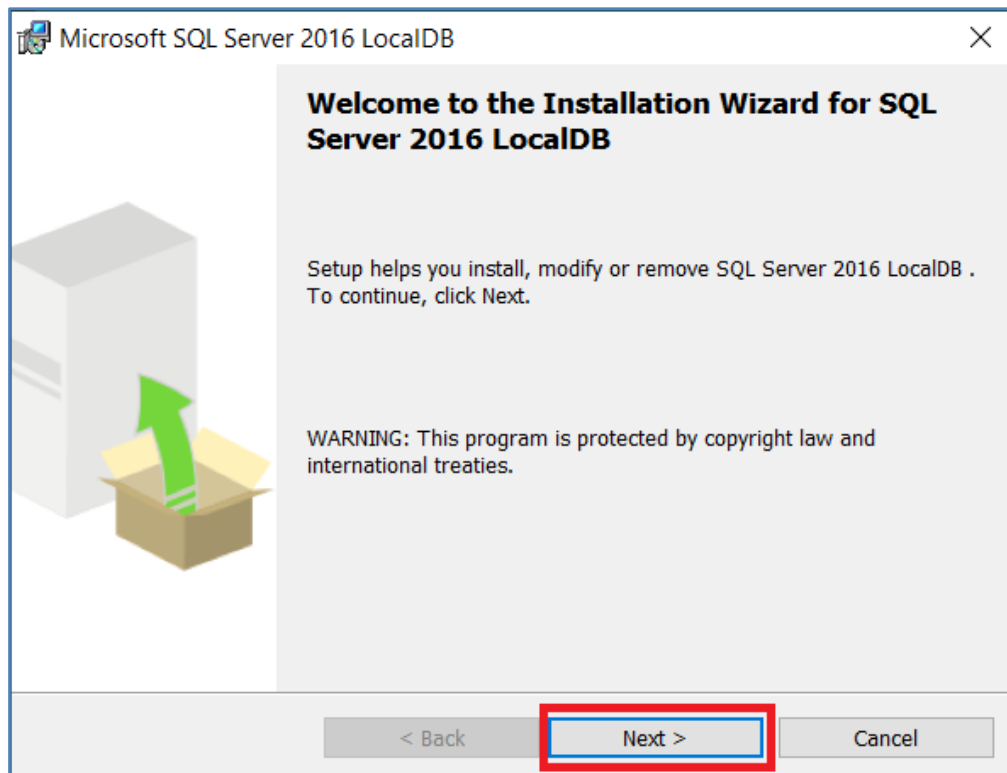 Microsoft SQL Server 2016 LocalDB
Welcome to the Installation Wizard for SQL
Server 2016 LocalDB
Setup helps you install, modify or remove SQL Server 2016 LocalDB .
To continue, click Next.
WARNING: This program is protected by copyright law and
international treaties.
< Back
Next >
Cancel